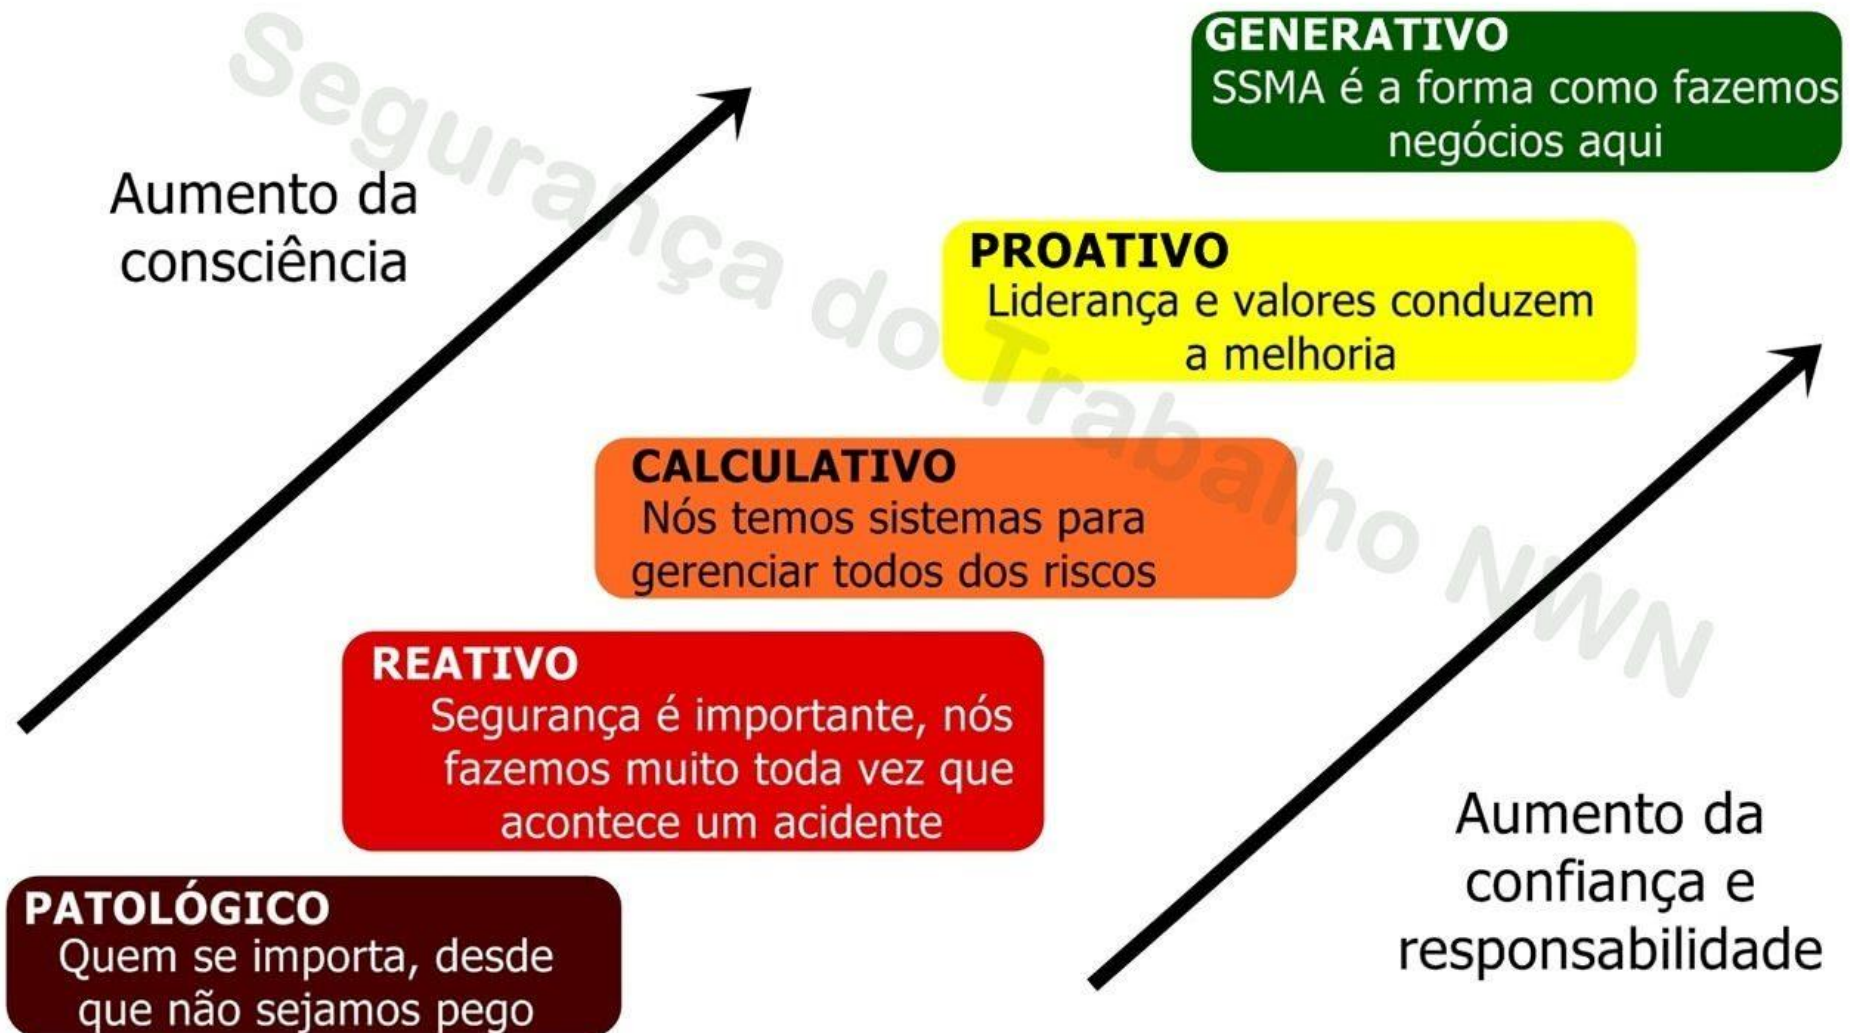 Segurança do Trabalho NWN
GENERATIVO
SSMA é a forma como fazemos
negócios aqui
Aumento da
consciência
PROATIVO
Liderança e valores conduzem
a melhoria
CALCULATIVO
Nós temos sistemas para
gerenciar todos dos riscos
REATIVO
Segurança é importante, nós
fazemos muito toda vez que
acontece um acidente
Aumento da
confiança e
responsabilidade
PATOLÓGICO
Quem se importa, desde
que não sejamos pego